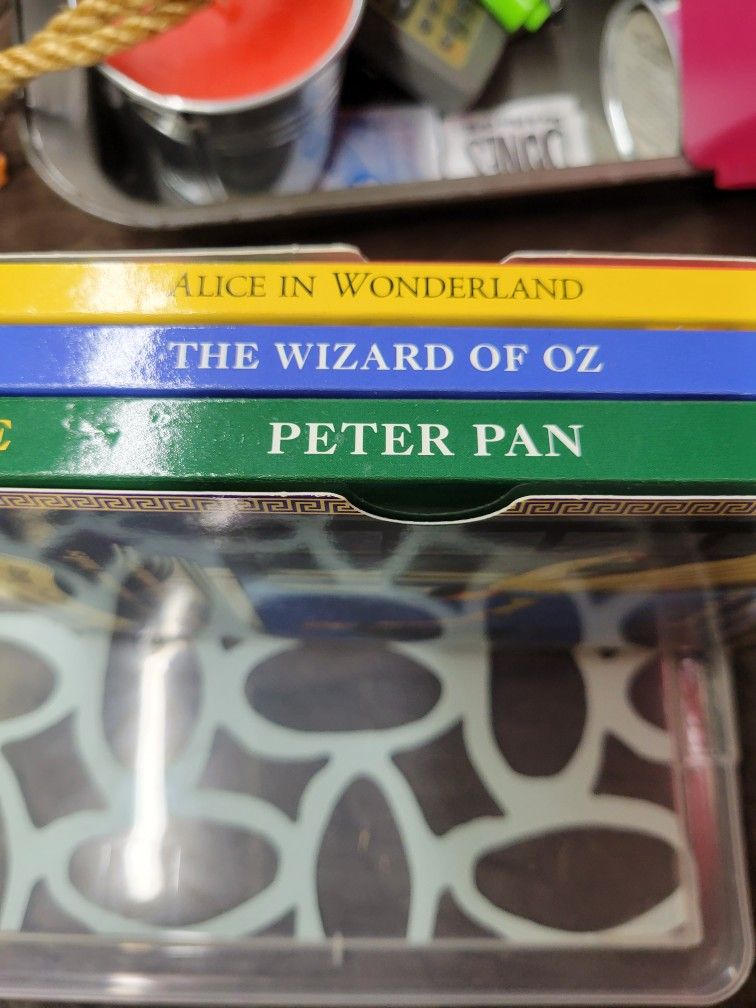 ALICE IN WONDERLAND
THE WIZARD OF OZ
E PETER PAN